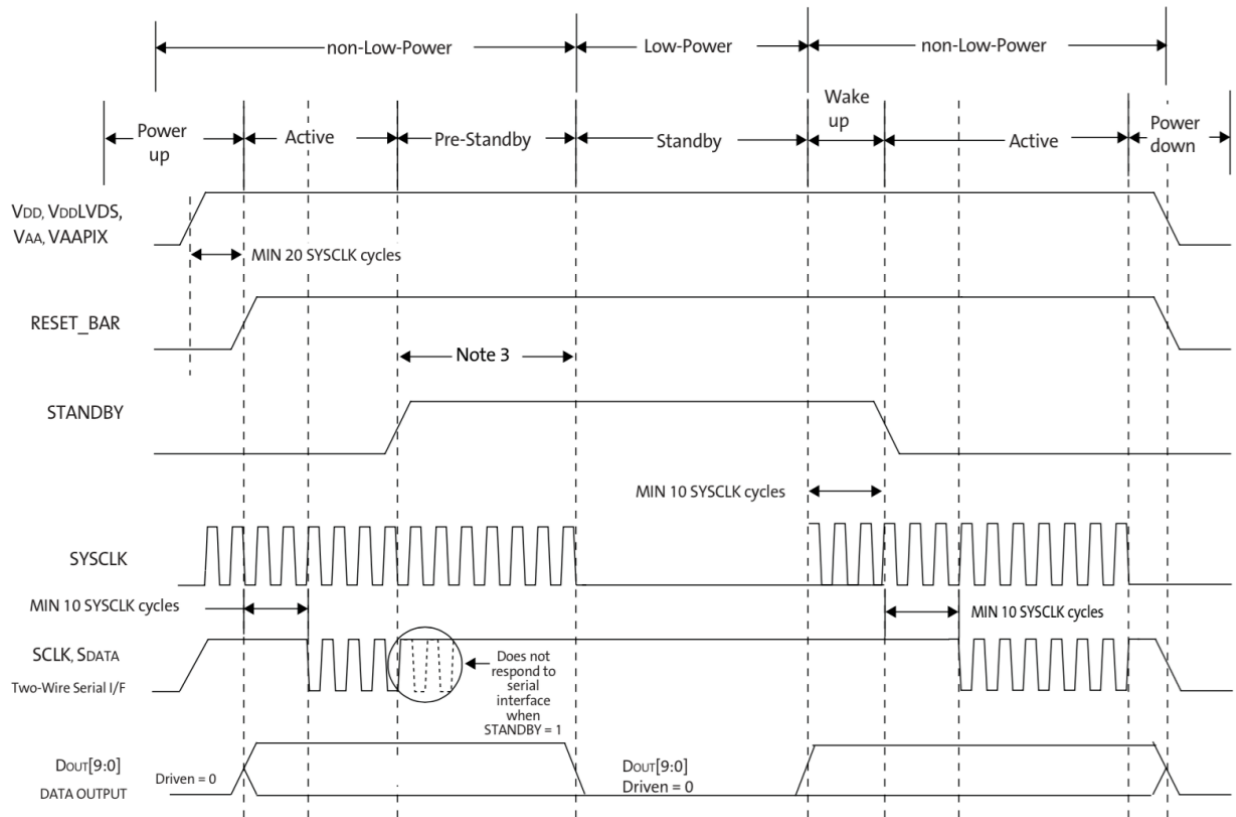 non-Low-Power
Low-Power
non-Low-Power
Power
up
Active
Pre-Standby
Standby
Wake
up
Active
Power
down
VDD, VDDLVDS,
VAA, VAAPIX
MIN 20 SYSCLK cycles
RESET_BAR
Note 3
STANDBY
MIN 10 SYSCLK cycles
SYSCLK
MIN 10 SYSCLK cycles
MIN 10 SYSCLK cycles
SCLK, SDATA
Two-Wire Serial I/F
Does not
respond to
serial
interface
when
STANDBY = 1
DOUT[9:0]
DATA OUTPUT
Driven = 0
DOUT[9:0]
Driven = 0